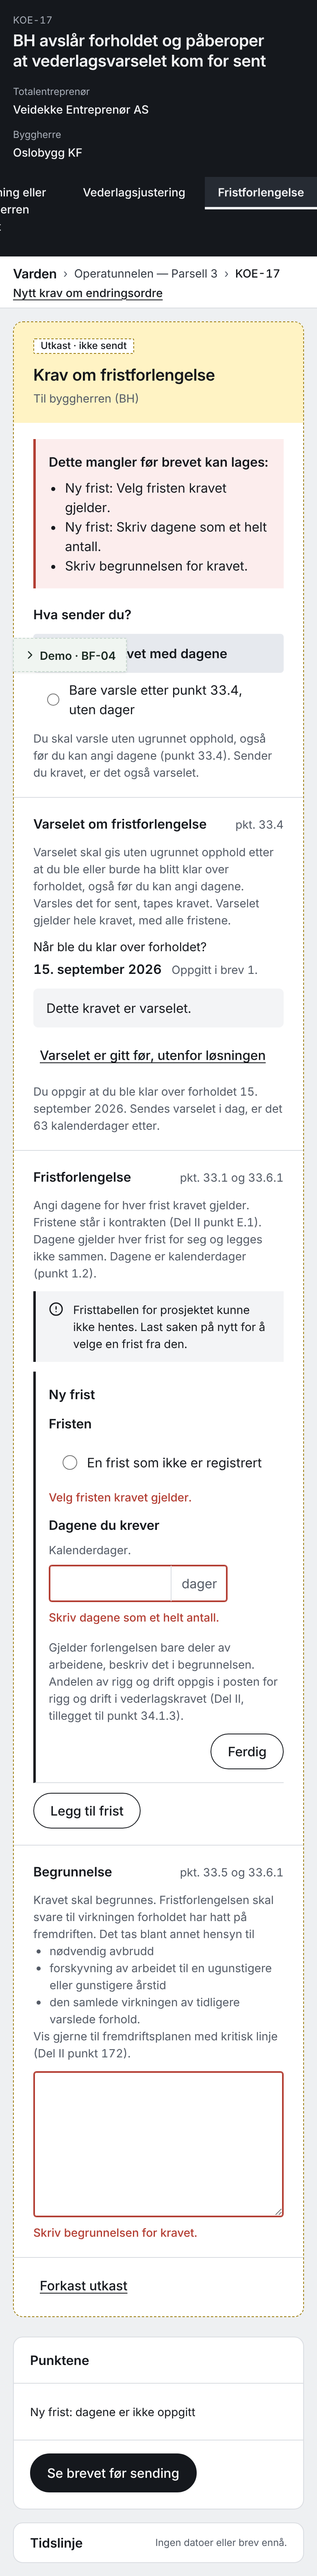 KOE-17
BH avslår forholdet og påberoper
at vederlagsvarselet kom for sent
Totalentreprenør
Veidekke Entreprenør AS
Byggherre
Oslobygg KF
ning eller
erren
Vederlagsjustering
Fristforlengelse
Varden › Operatunnelen — Parsell 3 › KOE-17
Nytt krav om endringsordre
Utkast · ikke sendt
Krav om fristforlengelse
Til byggherren (BH)
Dette mangler før brevet kan lages:
• Ny frist: Velg fristen kravet
gjelder.
• Ny frist: Skriv dagene som et helt
antall.
• Skriv begrunnelsen for kravet.
Hva sender du?
Demo · BF-04
vet med dagene
Bare varsle etter punkt 33.4,
uten dager
Du skal varsle uten ugrunnet opphold, også
før du kan angi dagene (punkt 33.4). Sender
du kravet, er det også varselet.
Varselet om fristforlengelse pkt. 33.4
Varselet skal gis uten ugrunnet opphold etter
at du ble eller burde ha blitt klar over
forholdet, også før du kan angi dagene.
Varsles det for sent, tapes kravet. Varselet
gjelder hele kravet, med alle fristene.
Når ble du klar over forholdet?
15. september 2026 Oppgitt i brev 1.
Dette kravet er varselet.
Varselet er gitt før, utenfor løsningen
Du oppgir at du ble klar over forholdet 15.
september 2026. Sendes varselet i dag, er det
63 kalenderdager etter.
Fristforlengelse pkt. 33.1 og 33.6.1
Angi dagene for hver frist kravet gjelder.
Fristene står i kontrakten (Del II punkt E.1).
Dagene gjelder hver frist for seg og legges
ikke sammen. Dagene er kalenderdager
(punkt 1.2).
Fristtabellen for prosjektet kunne
ikke hentes. Last saken på nytt for å
velge en frist fra den.
Ny frist
Fristen
En frist som ikke er registrert
Velg fristen kravet gjelder.
Dagene du krever
Kalenderdager.
dager
Skriv dagene som et helt antall.
Gjelder forlengelsen bare deler av
arbeidene, beskriv det i begrunnelsen.
Andelen av rigg og drift oppgis i posten for
rigg og drift i vederlagskravet (Del II,
tillegget til punkt 34.1.3).
Ferdig
Legg til frist
Begrunnelse pkt. 33.5 og 33.6.1
Kravet skal begrunnes. Fristforlengelsen skal
svare til virkningen forholdet har hatt på
fremdriften. Det tas blant annet hensyn til
• nødvendig avbrudd
• forskyvning av arbeidet til en ugunstigere
eller gunstigere årstid
• den samlede virkningen av tidligere
varslede forhold.
Vis gjerne til fremdriftsplanen med kritisk linje
(Del II punkt 172).
Skriv begrunnelsen for kravet.
Forkast utkast
Punktene
Ny frist: dagene er ikke oppgitt
Se brevet før sending
Tidslinje Ingen datoer eller brev ennå.